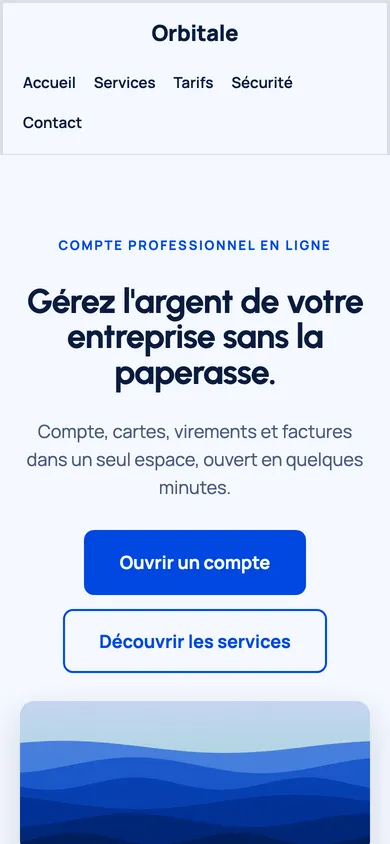 Orbitale
Accueil Services Tarifs Sécurité
Contact
COMPTE PROFESSIONNEL EN LIGNE
Gérez l'argent de votre
entreprise sans la
paperasse.
Compte, cartes, virements et factures
dans un seul espace, ouvert en quelques
minutes.
Ouvrir un compte
Découvrir les services